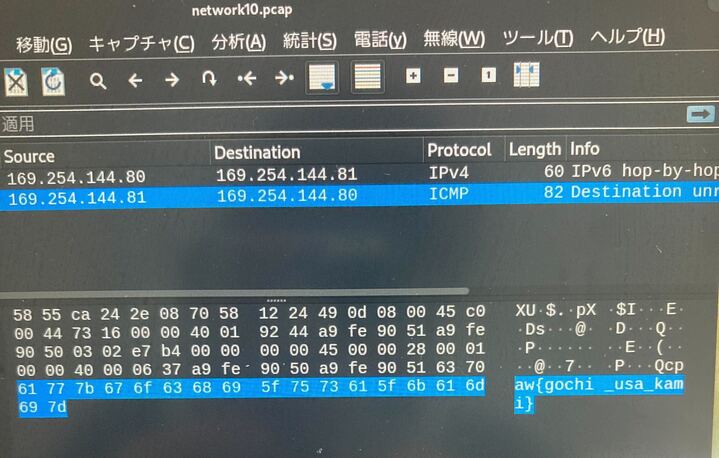 network10.pcap
移動(G) キャプチャ(C) 分析(A) 統計(S) 電話(y) 無線(W) ツール(T) ヘルプ(H)
適用
Source Destination Protocol Length Info
169.254.144.80 169.254.144.81 IPv4 60 IPv6 hop-by-hop
169.254.144.81 169.254.144.80 ICMP 82 Destination unr
58 55 ca 24 2e 08 70 58 12 24 49 0d 08 00 45 c0 XU·$.·pX ·$I···E·
00 44 73 16 00 00 40 01 92 44 a9 fe 90 51 a9 fe ·Ds···@· ·D···Q··
90 50 03 02 e7 b4 00 00 00 00 45 00 00 28 00 01 ·P······ ··E··(··
00 00 40 00 06 37 a9 fe 90 50 a9 fe 90 51 63 70 ··@··7·· ·P···Qcp
61 77 7b 67 6f 63 68 69 5f 75 73 61 5f 6b 61 6d aw{gochi _usa_kam
69 7d i}